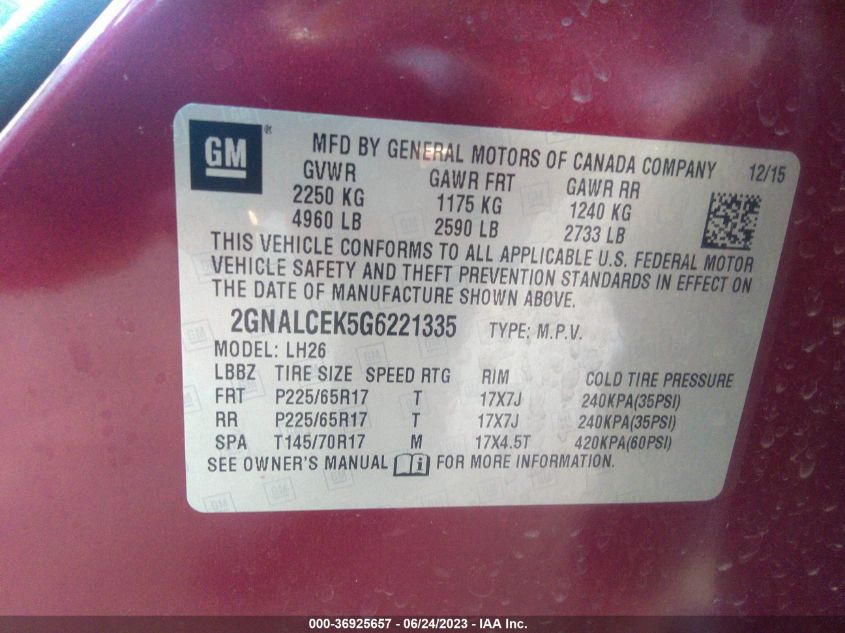 GM ® MFD BY GENERAL MOTORS OF CANADA COMPANY 12/15
GVWR GAWR FRT GAWR RR
2250 KG 1175 KG 1240 KG
4960 LB 2590 LB 2733 LB
THIS VEHICLE CONFORMS TO ALL APPLICABLE U.S. FEDERAL MOTOR
VEHICLE SAFETY AND THEFT PREVENTION STANDARDS IN EFFECT ON
THE DATE OF MANUFACTURE SHOWN ABOVE.
2GNALCEK5G6221335 TYPE: M.P.V.
MODEL: LH26
LBBZ TIRE SIZE SPEED RTG RIM COLD TIRE PRESSURE
FRT P225/65R17 T 17X7J 240KPA(35PSI)
RR P225/65R17 T 17X7J 240KPA(35PSI)
SPA T145/70R17 M 17X4.5T 420KPA(60PSI)
SEE OWNER'S MANUAL i FOR MORE INFORMATION.
000-36925657 - 06/24/2023 - IAA Inc.